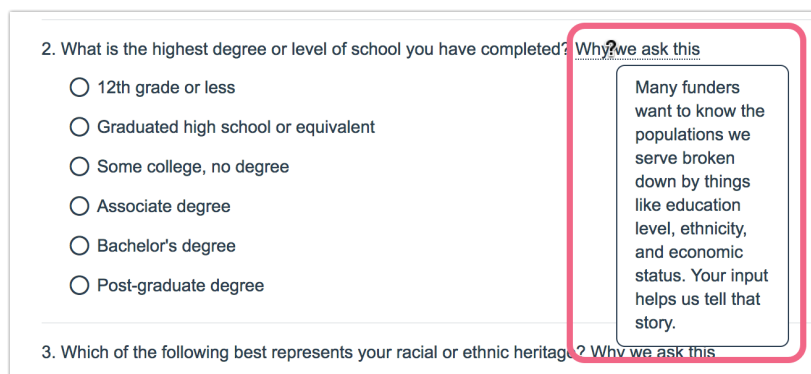 2. What is the highest degree or level of school you have completed? Why we ask this
?
12th grade or less
Graduated high school or equivalent
Some college, no degree
Associate degree
Bachelor's degree
Post-graduate degree
Many funders
want to know the
populations we
serve broken
down by things
like education
level, ethnicity,
and economic
status. Your input
helps us tell that
story.
3. Which of the following best represents your racial or ethnic heritage? Why we ask this